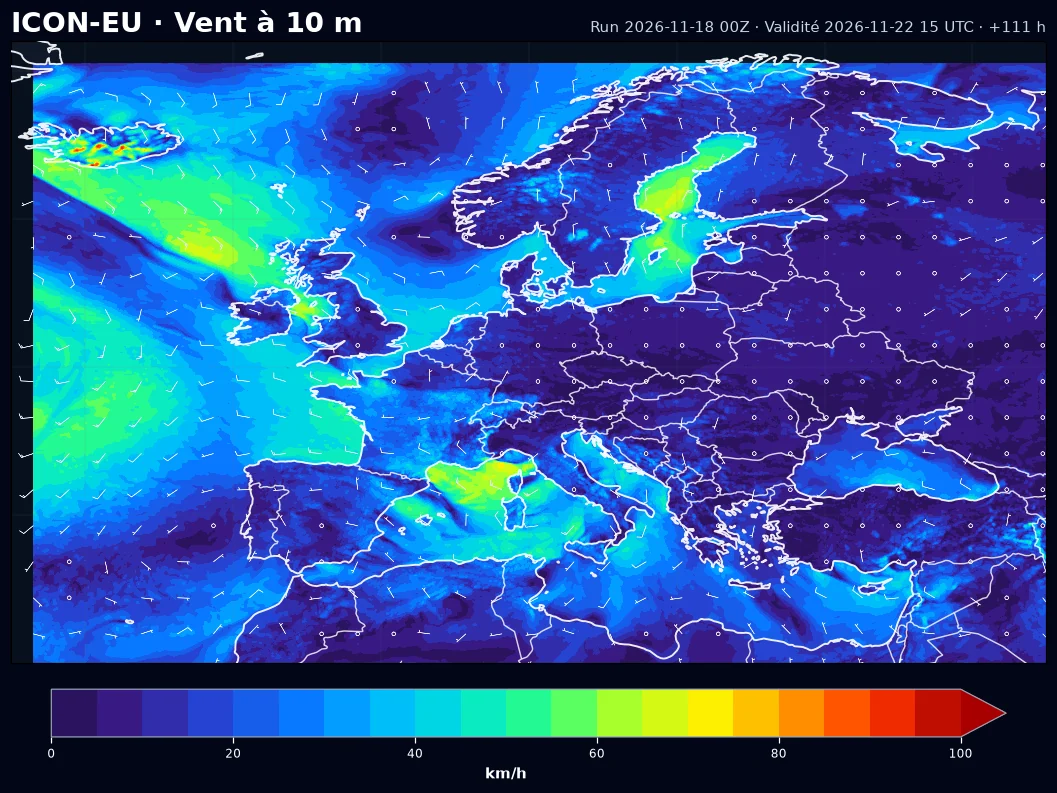 ICON-EU · Vent à 10 m
Run 2026-11-18 00Z · Validité 2026-11-22 15 UTC · +111 h
0 20 40 60 80 100
km/h